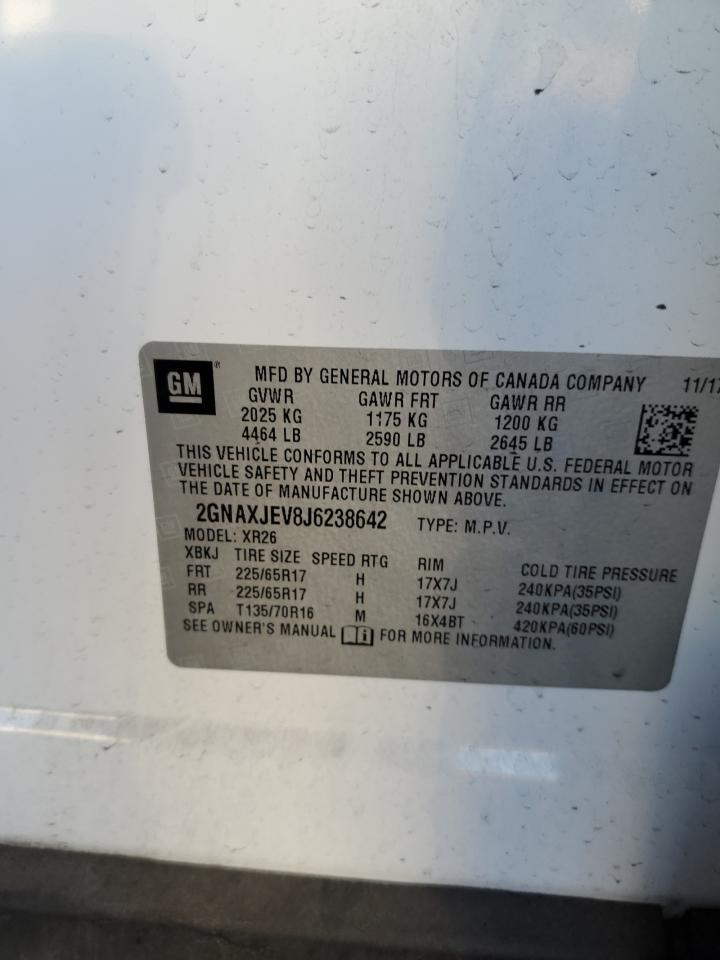 GM
MFD BY GENERAL MOTORS OF CANADA COMPANY 11/17
GVWR GAWR FRT GAWR RR
2025 KG 1175 KG 1200 KG
4464 LB 2590 LB 2645 LB
THIS VEHICLE CONFORMS TO ALL APPLICABLE U.S. FEDERAL MOTOR
VEHICLE SAFETY AND THEFT PREVENTION STANDARDS IN EFFECT ON
THE DATE OF MANUFACTURE SHOWN ABOVE.
2GNAXJEV8J6238642 TYPE: M.P.V.
MODEL: XR26
XBKJ TIRE SIZE SPEED RTG RIM COLD TIRE PRESSURE
FRT 225/65R17 H 17X7J 240KPA(35PSI)
RR 225/65R17 H 17X7J 240KPA(35PSI)
SPA T135/70R16 M 16X4BT 420KPA(60PSI)
SEE OWNER'S MANUAL FOR MORE INFORMATION.